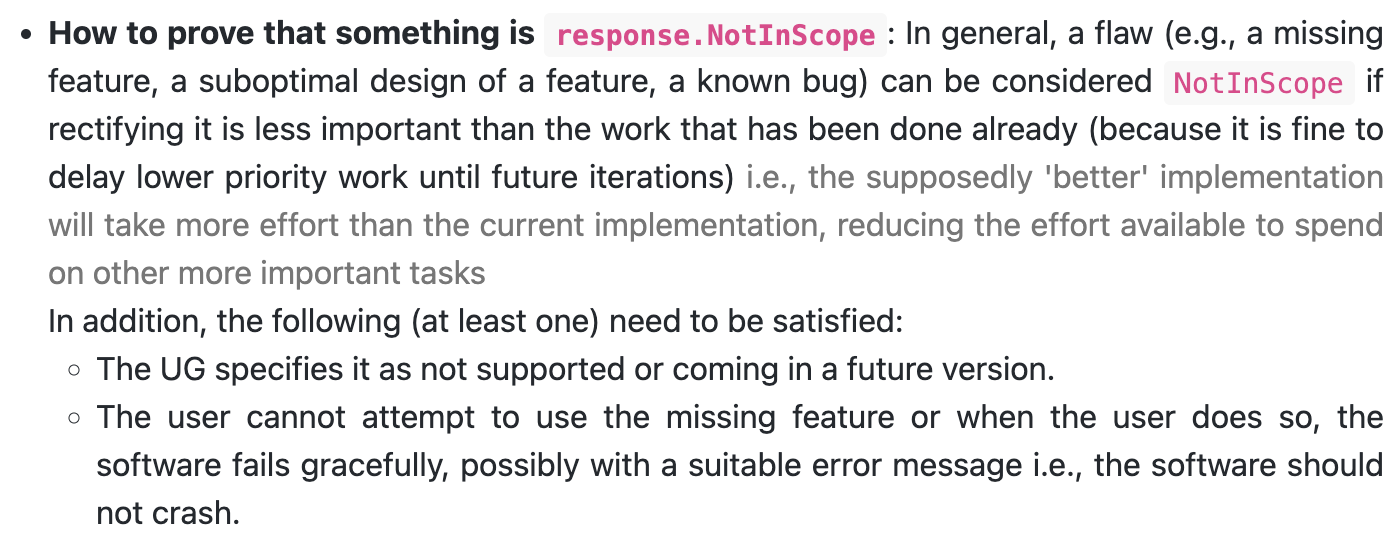 • How to prove that something is response.NotInScope : In general, a flaw (e.g., a missing
feature, a suboptimal design of a feature, a known bug) can be considered NotInScope if
rectifying it is less important than the work that has been done already (because it is fine to
delay lower priority work until future iterations) i.e., the supposedly 'better' implementation
will take more effort than the current implementation, reducing the effort available to spend
on other more important tasks
In addition, the following (at least one) need to be satisfied:
◦ The UG specifies it as not supported or coming in a future version.
◦ The user cannot attempt to use the missing feature or when the user does so, the
software fails gracefully, possibly with a suitable error message i.e., the software should
not crash.